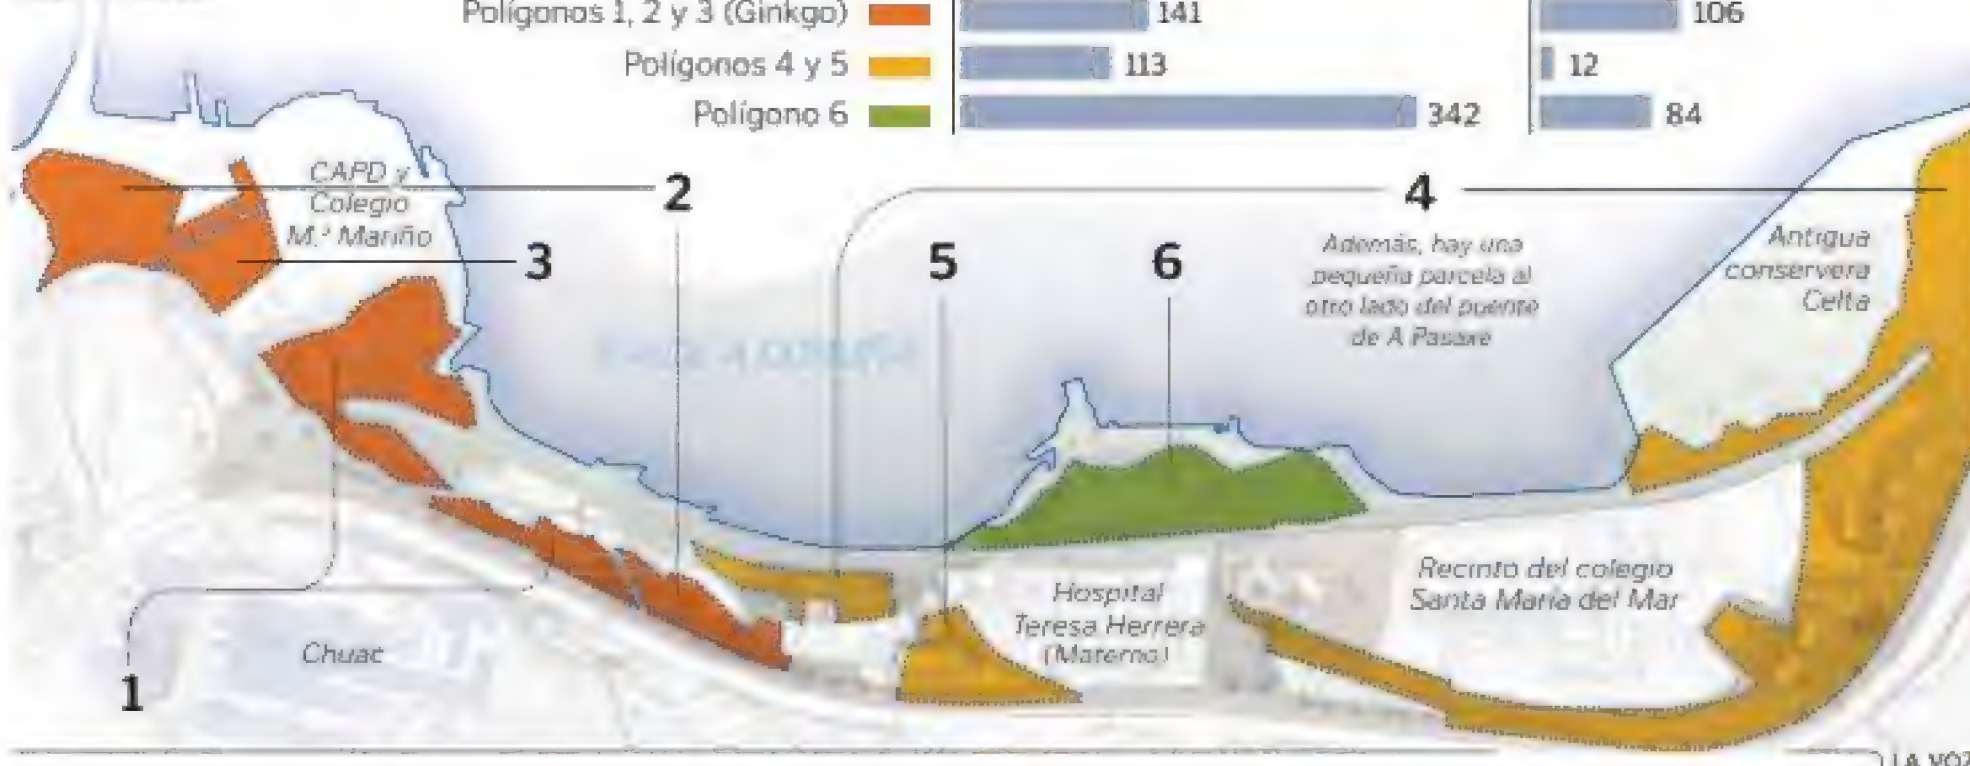 Polígonos 1, 2 y 3 (Ginkgo) 141 106
Polígonos 4 y 5 113 12
Polígono 6 342 84
CAPD y
Colegio
M.ª Mariño
2
3
4
5
6
Además, hay una
pequeña parcela al
otro lado del puente
de A Pasaxe
Antigua
conservera
Celta
Hospital
Teresa Herrera
(Materno)
Recinto del colegio
Santa María del Mar
Chuac
1
LA VOZ